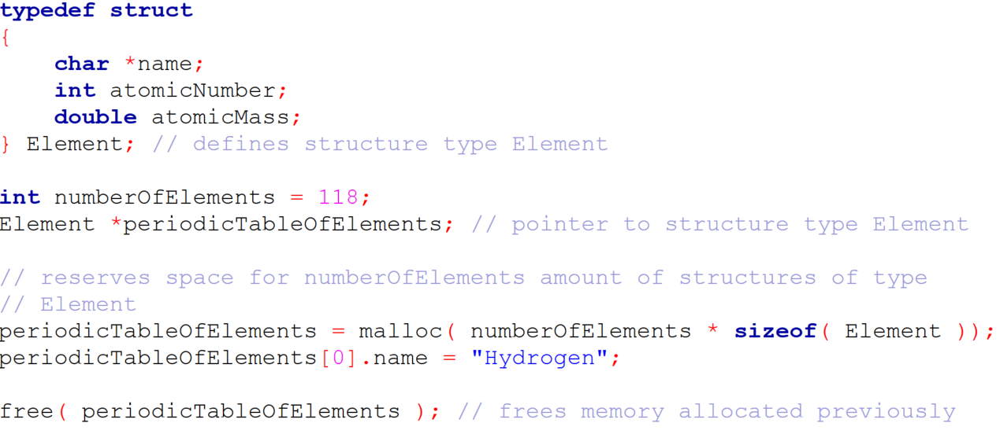 typedef struct
{
    char *name;
    int atomicNumber;
    double atomicMass;
} Element; // defines structure type Element

int numberOfElements = 118;
Element *periodicTableOfElements; // pointer to structure type Element

// reserves space for numberOfElements amount of structures of type
// Element
periodicTableOfElements = malloc( numberOfElements * sizeof( Element ));
periodicTableOfElements[0].name = "Hydrogen";

free( periodicTableOfElements ); // frees memory allocated previously